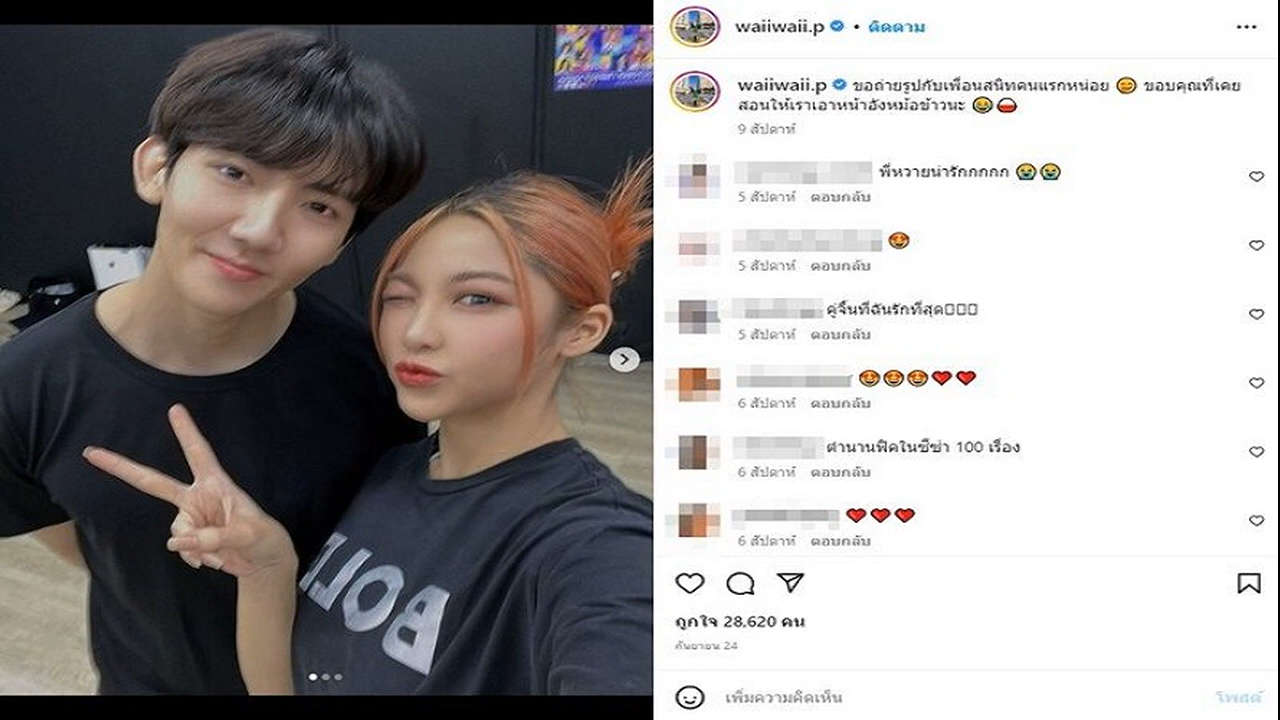 BOLD
waiiwaii.p • ติดตาม
waiiwaii.p ขอถ่ายรูปกับเพื่อนสนิทคนแรกหน่อย 😊 ขอบคุณที่เคย
สอนให้เราเอาหน้าอังหม้อข้าวนะ 😂🍚
9 สัปดาห์
พี่หวายน่ารักกกกก 😭😭
5 สัปดาห์ ตอบกลับ
🤩
5 สัปดาห์ ตอบกลับ
คู่จิ้นที่ฉันรักที่สุด▯▯▯
5 สัปดาห์ ตอบกลับ
🤩🤩🤩❤️❤️
6 สัปดาห์ ตอบกลับ
ตำนานฟิคในซีซ่า 100 เรื่อง
6 สัปดาห์ ตอบกลับ
❤️❤️❤️
6 สัปดาห์ ตอบกลับ
ถูกใจ 28,620 คน
กันยายน 24
เพิ่มความคิดเห็น
โพสต์